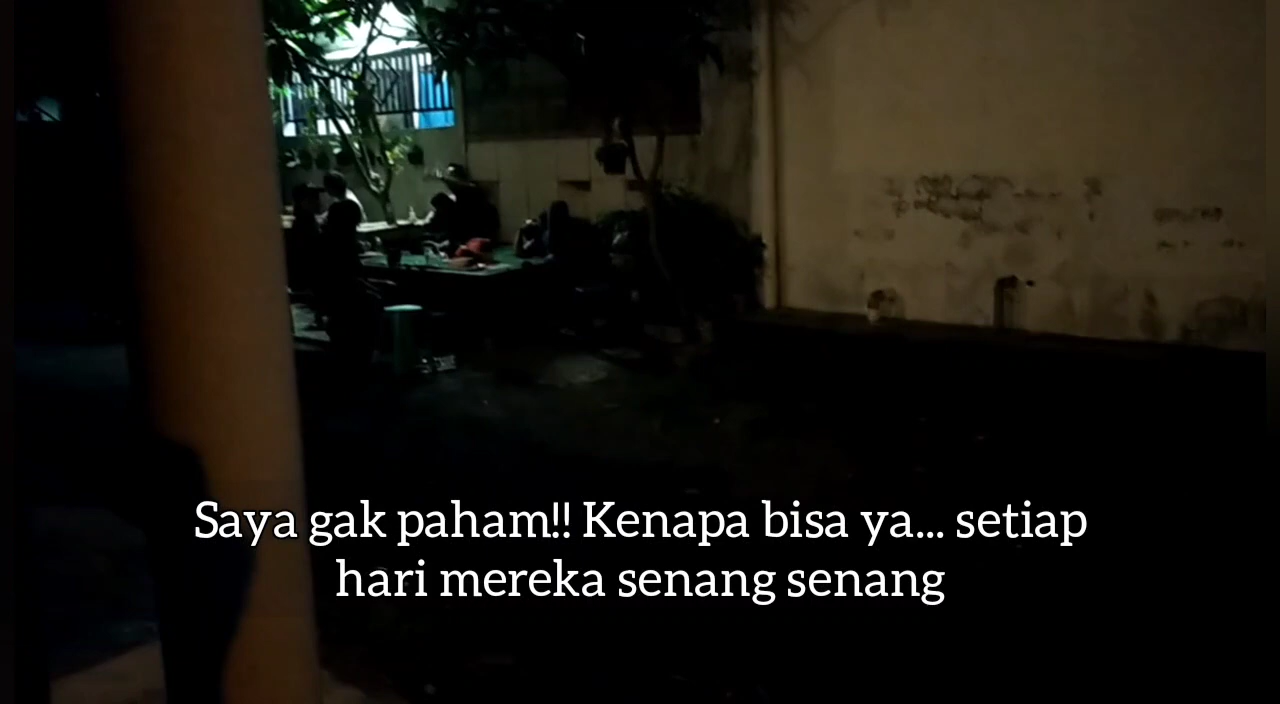 Saya gak paham!! Kenapa bisa ya... setiap
hari mereka senang senang